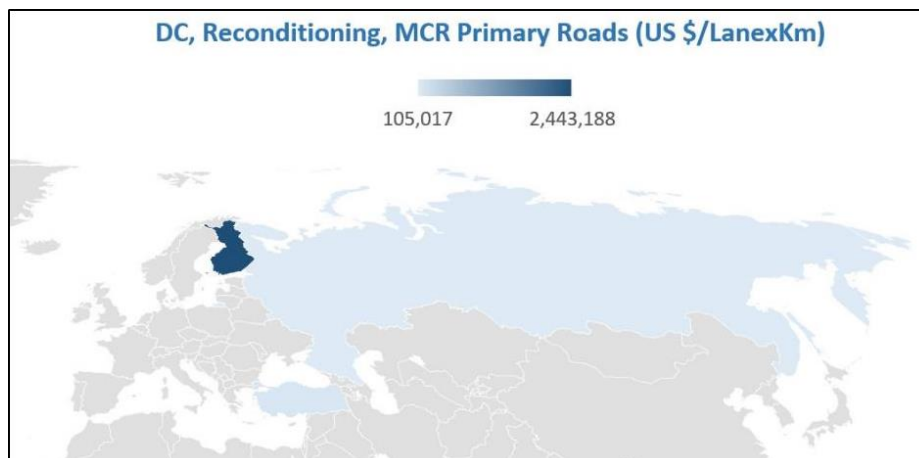 DC, Reconditioning, MCR Primary Roads (US $/LanexKm)
105,017 2,443,188